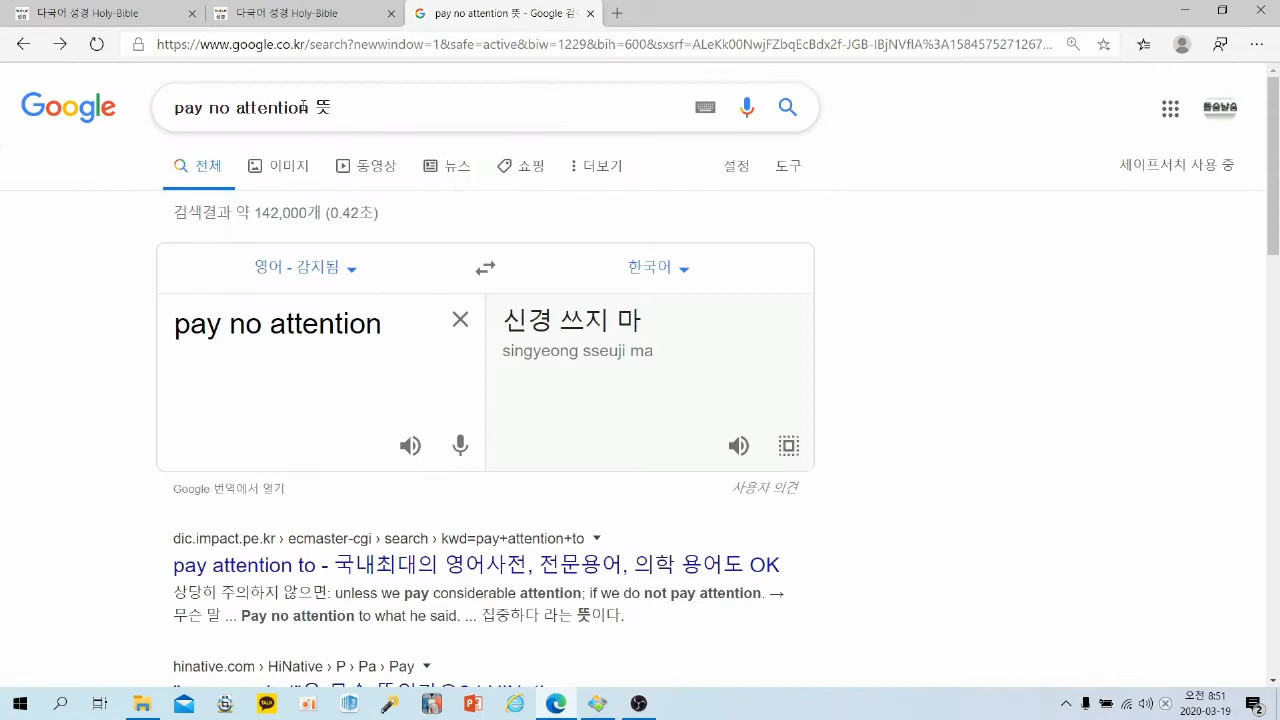 다국어 성경 Holy-Bible
다국어 성경 Holy-Bible
pay no attention 뜻 - Google 검색
https://www.google.co.kr/search?newwindow=1&safe=active&biw=1229&bih=600&sxsrf=ALeKk00NwjFZbqEcBdx2f-JGB-IBjNVflA%3A1584575271267...
Google
pay no attention 뜻
전체
이미지
동영상
뉴스
쇼핑
더보기
설정
도구
세이프서치 사용 중
검색결과 약 142,000개 (0.42초)
영어 - 감지됨
한국어
pay no attention
신경 쓰지 마
singyeong sseuji ma
Google 번역에서 열기
사용자 의견
dic.impact.pe.kr › ecmaster-cgi › search › kwd=pay+attention+to
pay attention to - 국내최대의 영어사전, 전문용어, 의학 용어도 OK
상당히 주의하지 않으면: unless we pay considerable attention; if we do not pay attention. →
무슨 말 ... Pay no attention to what he said. ... 집중하다 라는 뜻이다.
hinative.com › HiNative › P › Pa › Pay
오전 8:51
2020-03-19